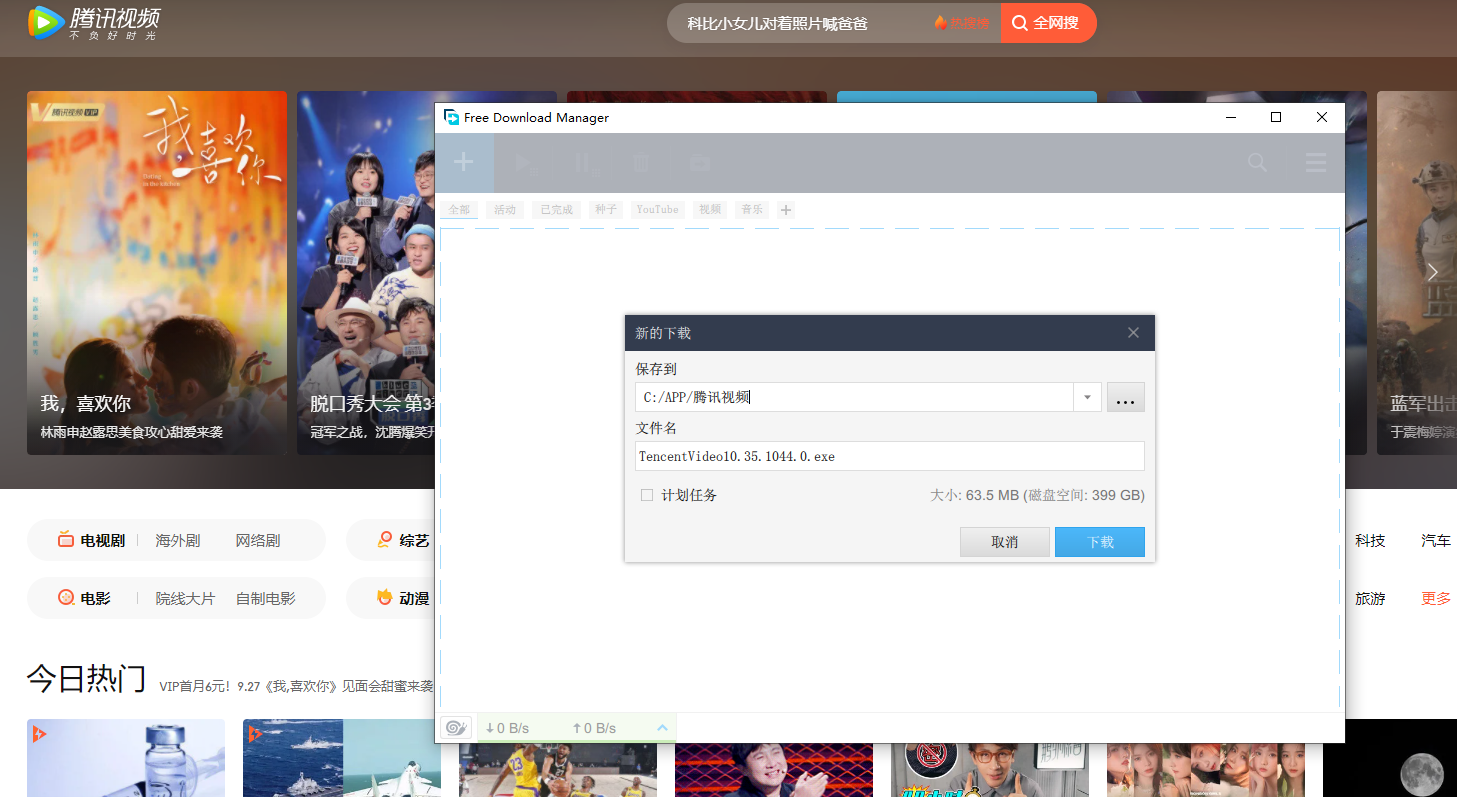 腾讯视频
不负好时光
科比小女儿对着照片喊爸爸
热搜榜
全网搜
腾讯视频VIP
我,喜欢你
Dating in the kitchen
我，喜欢你
林雨申赵露思美食攻心甜爱来袭
脱口秀大会 第3
冠军之战，沈腾爆笑开
蓝军出击
于震梅婷演
Free Download Manager
全部
活动
已完成
种子
YouTube
视频
音乐
新的下载
保存到
C:/APP/腾讯视频
...
文件名
TencentVideo10.35.1044.0.exe
计划任务
大小: 63.5 MB (磁盘空间: 399 GB)
取消
下载
0 B/s
0 B/s
电视剧
海外剧
网络剧
综艺
科技
汽车
电影
院线大片
自制电影
动漫
旅游
更多
今日热门
VIP首月6元！9.27《我,喜欢你》见面会甜蜜来袭
23